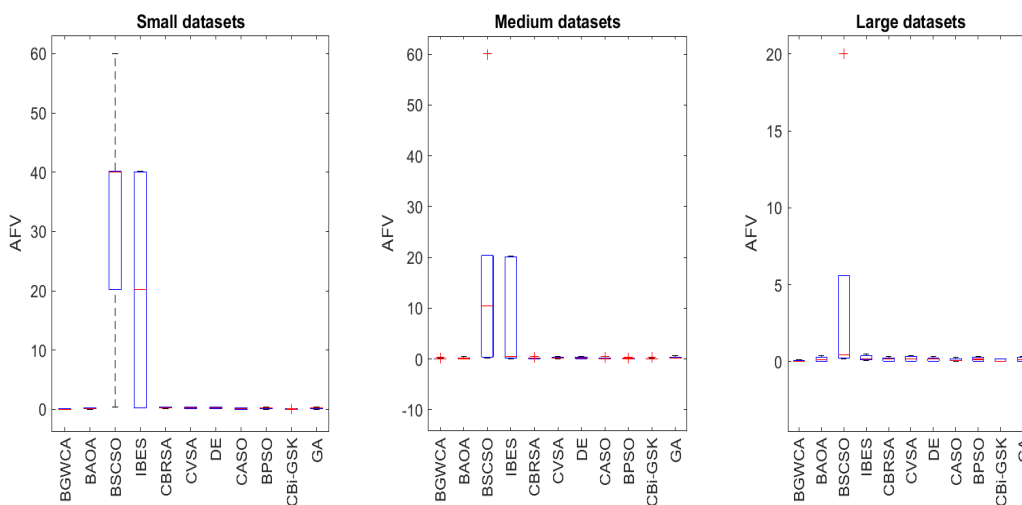 Small datasets
60
50
40
30
20
10
0
AFV
BGWCA
BAOA
BSCSO
IBES
CBRSA
CVSA
DE
CASO
BPSO
CBi-GSK
GA
Medium datasets
60
50
40
30
20
10
0
-10
AFV
BGWCA
BAOA
BSCSO
IBES
CBRSA
CVSA
DE
CASO
BPSO
CBi-GSK
GA
Large datasets
20
15
10
5
0
AFV
BGWCA
BAOA
BSCSO
IBES
CBRSA
CVSA
DE
CASO
BPSO
CBi-GSK
GA